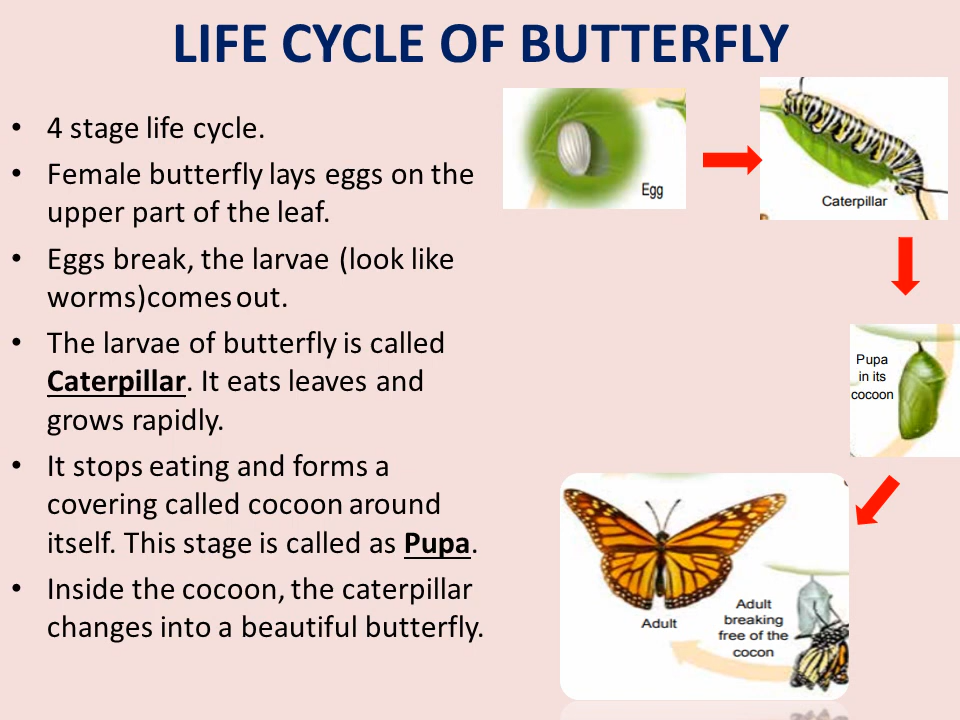 LIFE CYCLE OF BUTTERFLY
• 4 stage life cycle.
• Female butterfly lays eggs on the
upper part of the leaf.
• Eggs break, the larvae (look like
worms)comes out.
• The larvae of butterfly is called
Caterpillar. It eats leaves and
grows rapidly.
• It stops eating and forms a
covering called cocoon around
itself. This stage is called as Pupa.
• Inside the cocoon, the caterpillar
changes into a beautiful butterfly.
Egg
Caterpillar
Pupa
in its
cocoon
Adult
Adult
breaking
free of the
cocon